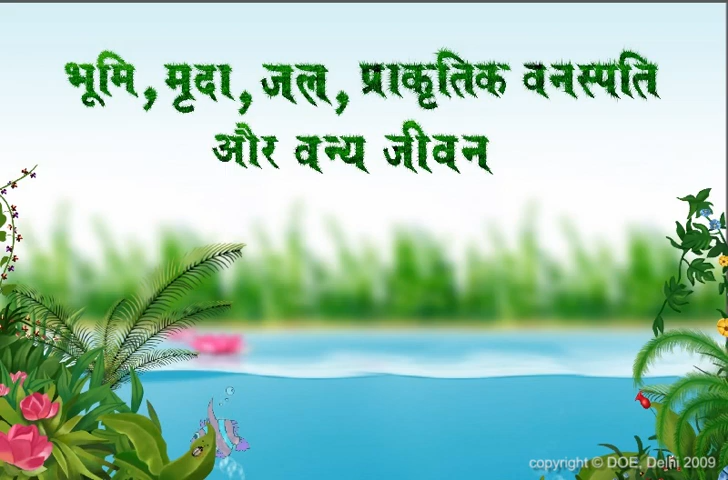 भूमि, मृदा, जल, प्राकृतिक वनस्पति
और वन्य जीवन
copyright © DOE, Delhi 2009